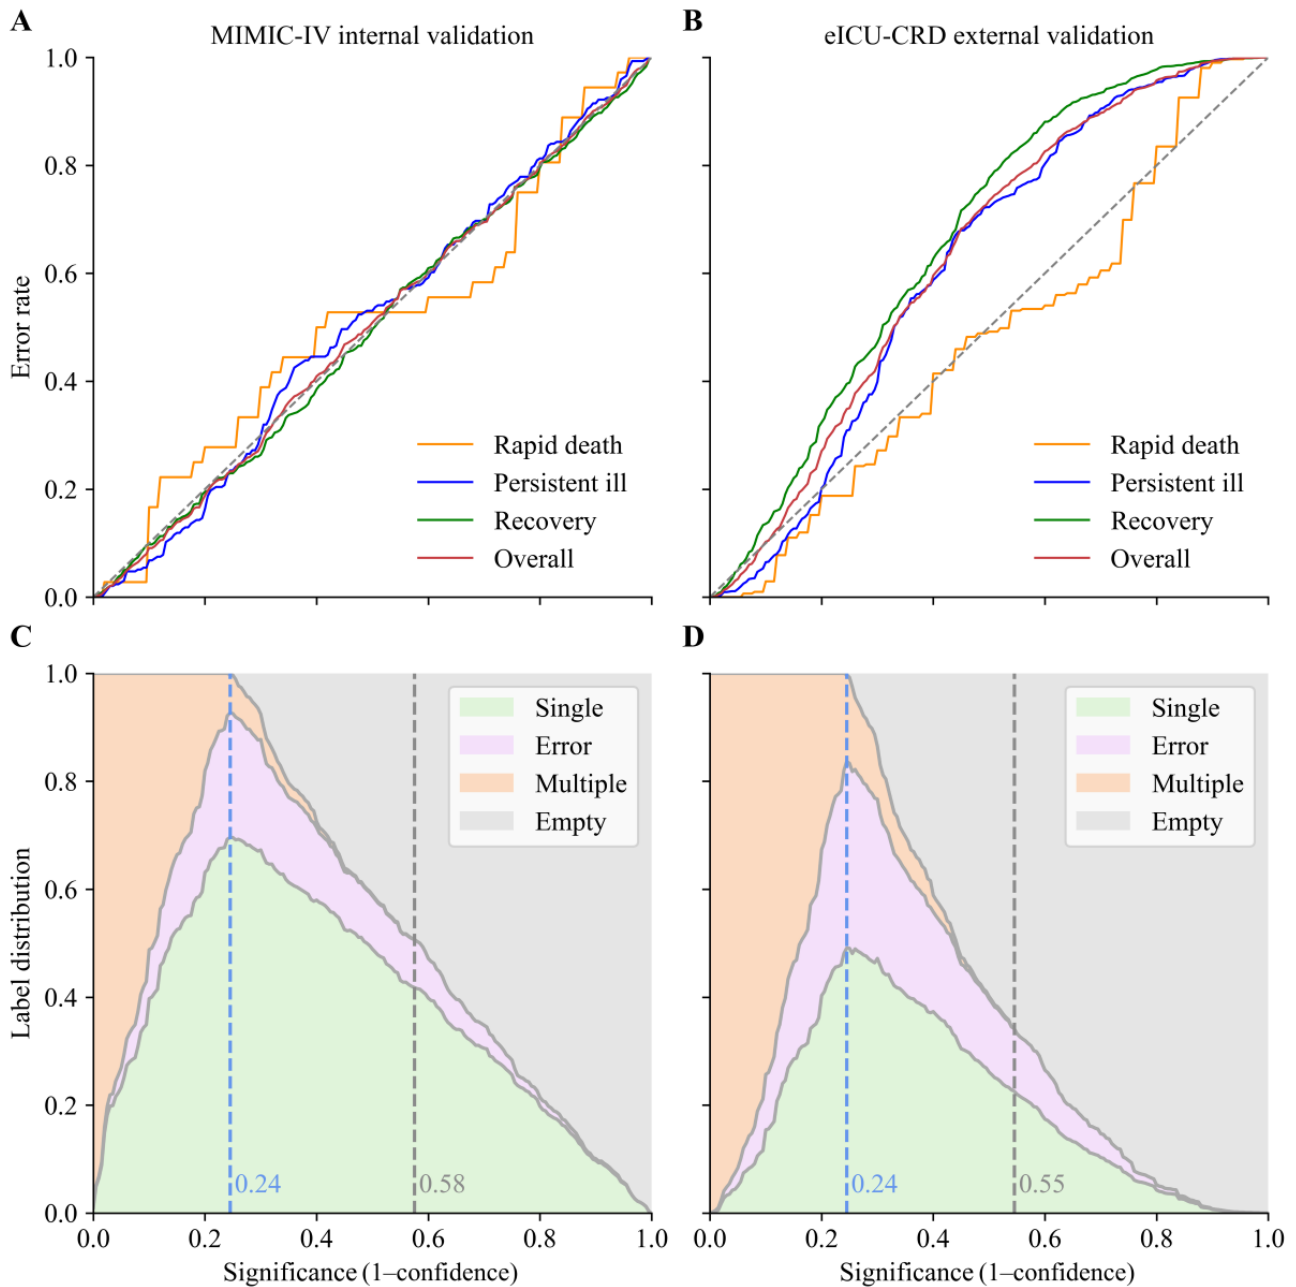 A
MIMIC-IV internal validation
B
eICU-CRD external validation
1.0
0.8
0.6
0.4
0.2
0.0
Error rate
Rapid death
Persistent ill
Recovery
Overall
Rapid death
Persistent ill
Recovery
Overall
C
D
1.0
0.8
0.6
0.4
0.2
0.0
Label distribution
Single
Error
Multiple
Empty
Single
Error
Multiple
Empty
0.24
0.58
0.24
0.55
0.0 0.2 0.4 0.6 0.8 1.0
0.0 0.2 0.4 0.6 0.8 1.0
Significance (1–confidence)
Significance (1–confidence)